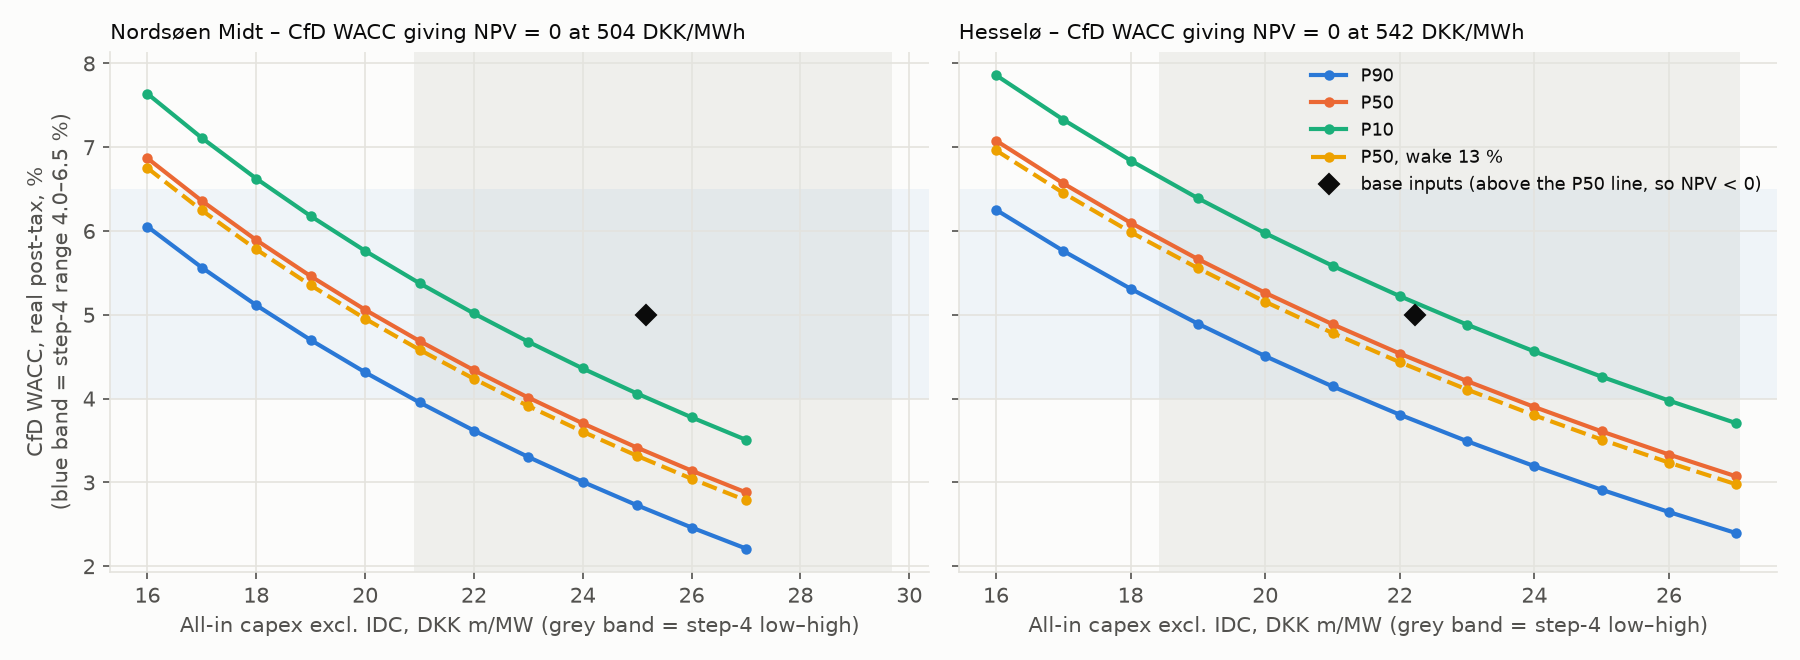 Nordsøen Midt – CfD WACC giving NPV = 0 at 504 DKK/MWh
CfD WACC, real post-tax, %
(blue band = step-4 range 4.0–6.5 %)
8
7
6
5
4
3
2
16
18
20
22
24
26
28
30
All-in capex excl. IDC, DKK m/MW (grey band = step-4 low–high)
Hesselø – CfD WACC giving NPV = 0 at 542 DKK/MWh
P90
P50
P10
P50, wake 13 %
base inputs (above the P50 line, so NPV < 0)
16
18
20
22
24
26
All-in capex excl. IDC, DKK m/MW (grey band = step-4 low–high)